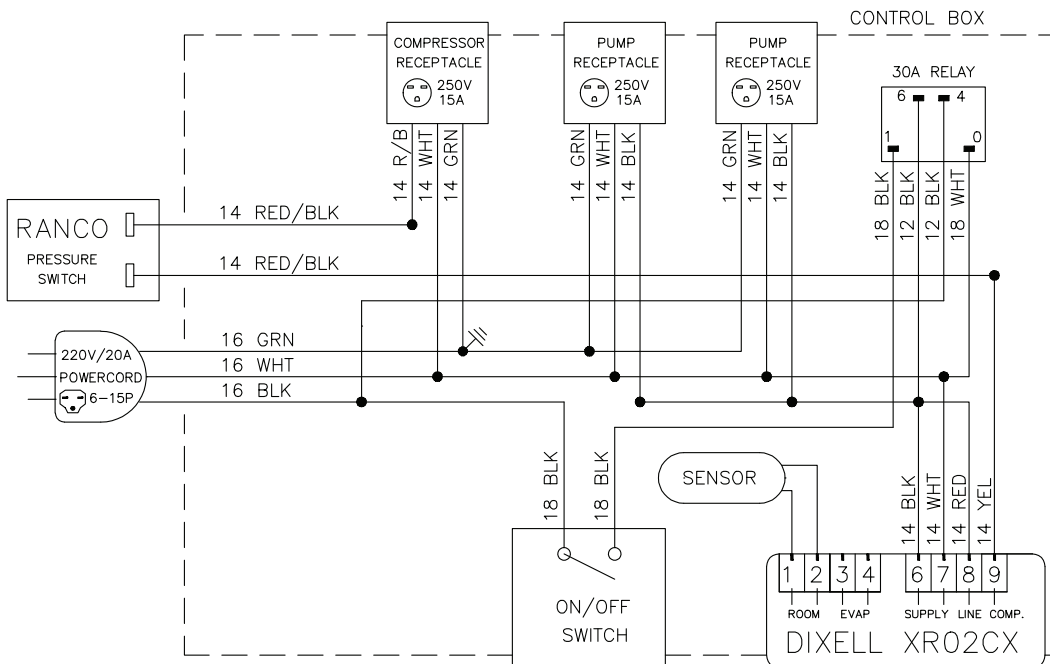 CONTROL BOX
COMPRESSOR
RECEPTACLE
250V
15A
PUMP
RECEPTACLE
250V
15A
PUMP
RECEPTACLE
250V
15A
30A RELAY
6
4
1
0
14 R/B
14 WHT
14 GRN
14 GRN
14 WHT
14 BLK
14 GRN
14 WHT
14 BLK
18 BLK
12 BLK
12 BLK
18 WHT
RANCO
PRESSURE
SWITCH
14 RED/BLK
14 RED/BLK
220V/20A
POWERCORD
6-15P
16 GRN
16 WHT
16 BLK
18 BLK
18 BLK
SENSOR
14 BLK
14 WHT
14 RED
14 YEL
ON/OFF
SWITCH
1 2 3 4 6 7 8 9
ROOM EVAP SUPPLY LINE COMP.
DIXELL XR02CX